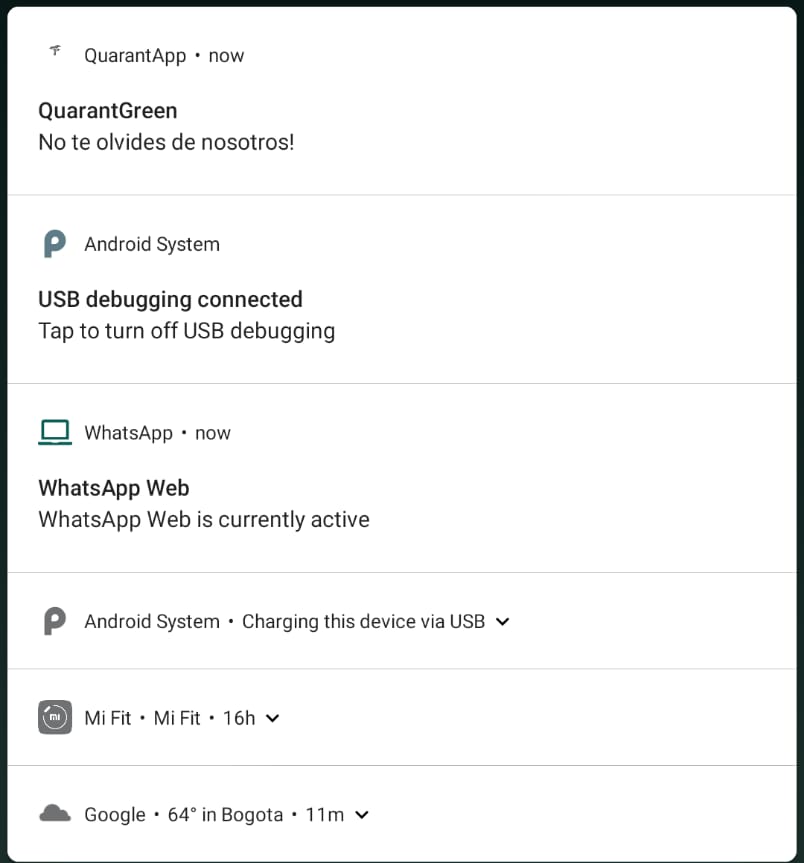 QuarantApp • now
QuarantGreen
No te olvides de nosotros!
Android System
USB debugging connected
Tap to turn off USB debugging
WhatsApp • now
WhatsApp Web
WhatsApp Web is currently active
Android System • Charging this device via USB
mi
Mi Fit • Mi Fit • 16h
Google • 64° in Bogota • 11m